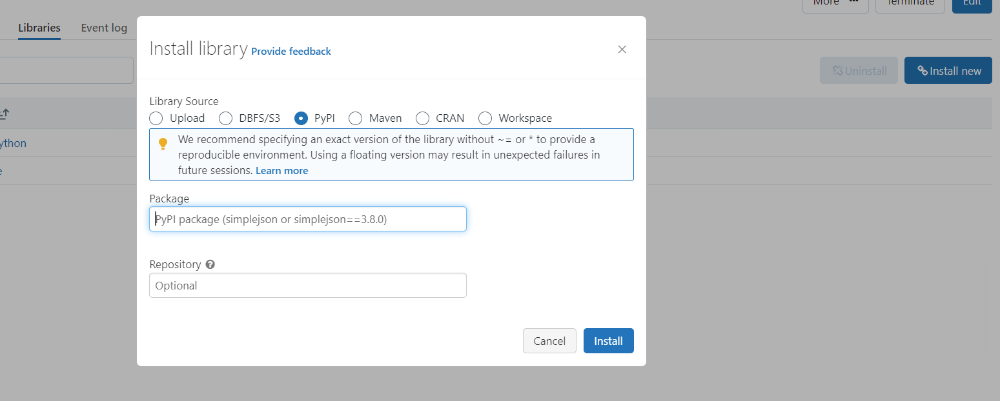 More ···
Terminate
Edit
Libraries
Event log
Install library Provide feedback
Uninstall
Install new
Library Source
Upload
DBFS/S3
PyPI
Maven
CRAN
Workspace
We recommend specifying an exact version of the library without ~= or * to provide a
reproducible environment. Using a floating version may result in unexpected failures in
future sessions. Learn more
ython
e
Package
PyPI package (simplejson or simplejson==3.8.0)
Repository
Optional
Cancel
Install